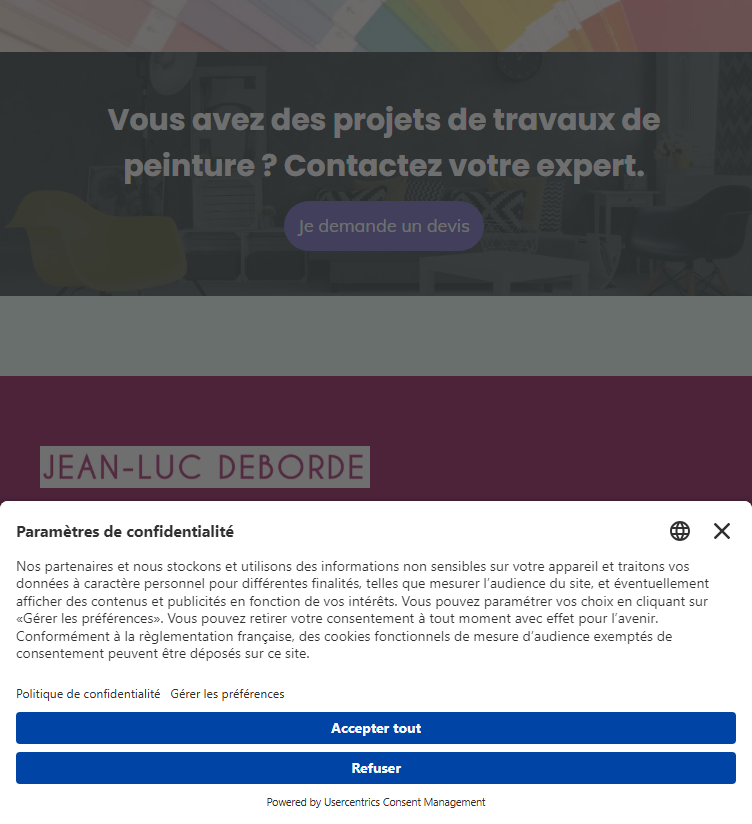 Vous avez des projets de travaux de
peinture ? Contactez votre expert.
Je demande un devis
JEAN-LUC DEBORDE
Paramètres de confidentialité
Nos partenaires et nous stockons et utilisons des informations non sensibles sur votre appareil et traitons vos
données à caractère personnel pour différentes finalités, telles que mesurer l’audience du site, et éventuellement
afficher des contenus et publicités en fonction de vos intérêts. Vous pouvez paramétrer vos choix en cliquant sur
«Gérer les préférences». Vous pouvez retirer votre consentement à tout moment avec effet pour l’avenir.
Conformément à la règlementation française, des cookies fonctionnels de mesure d’audience exemptés de
consentement peuvent être déposés sur ce site.
Politique de confidentialité Gérer les préférences
Accepter tout
Refuser
Powered by Usercentrics Consent Management